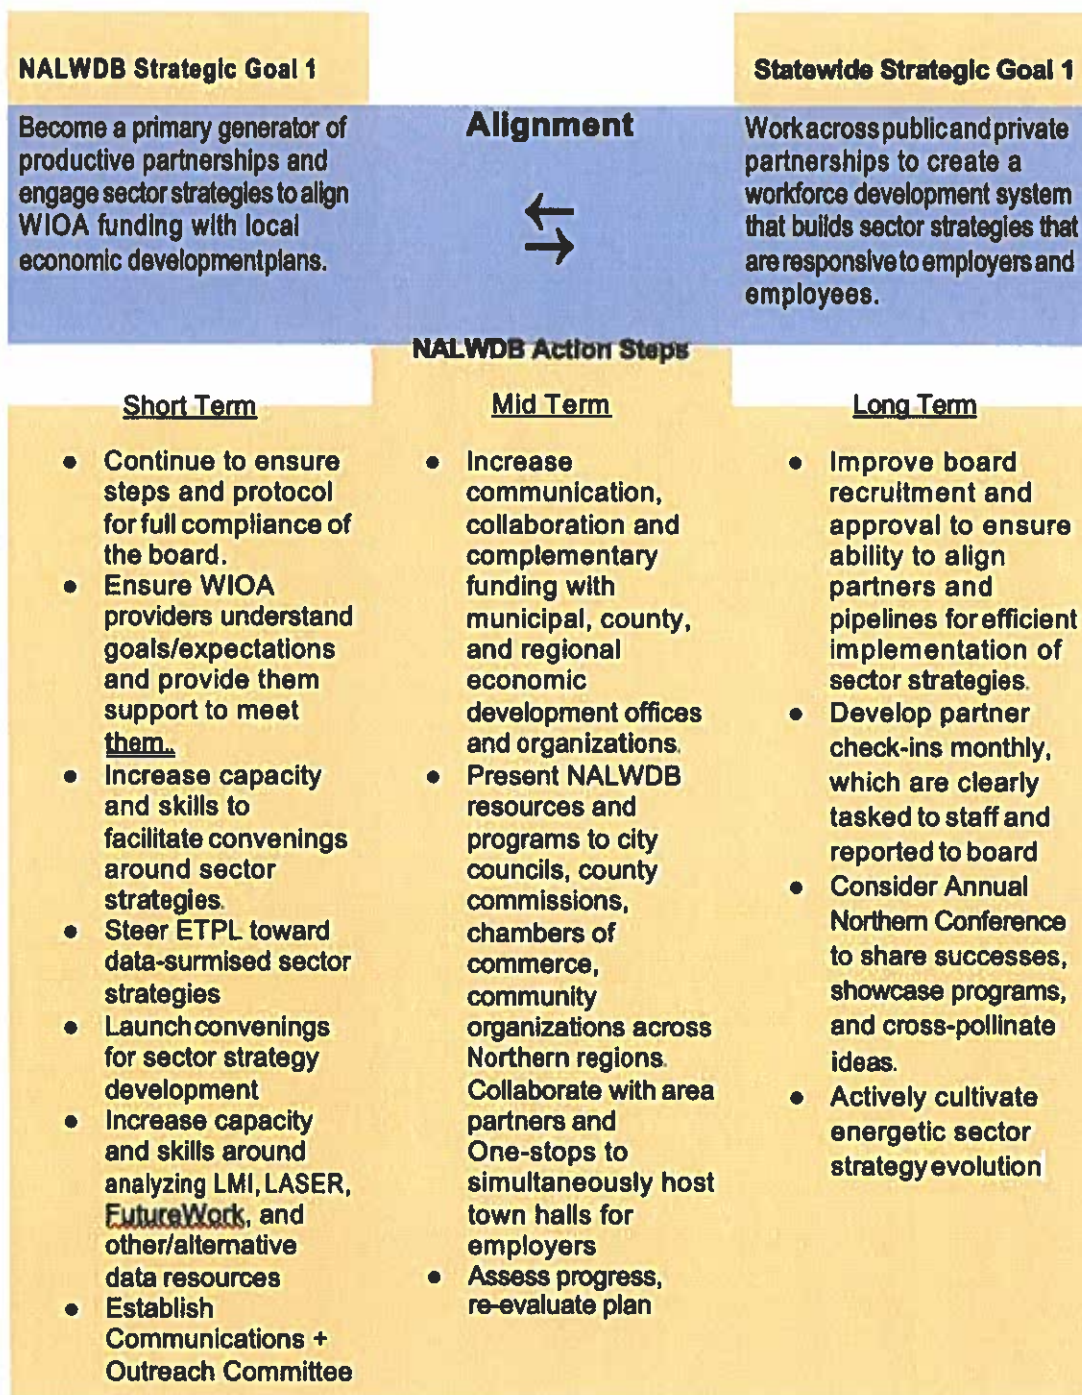 NALWDB Strategic Goal 1
Become a primary generator of
productive partnerships and
engage sector strategies to align
WIOA funding with local
economic developmentplans.
Alignment
←
→
Statewide Strategic Goal 1
Workacrosspublicandprivate
partnerships to create a
workforce development system
that builds sector strategies that
are responsiveto employers and
employees.
NALWDB Action Steps
Short Term
● Continue to ensure
steps and protocol
for full compliance of
the board.
● Ensure WIOA
providers understand
goals/expectations
and provide them
support to meet
them..
● Increase capacity
and skills to
facilitate convenings
around sector
strategies.
● Steer ETPL toward
data-surmised sector
strategies
● Launch convenings
for sector strategy
development
● Increase capacity
and skills around
analyzing LMI, LASER,
FutureWork, and
other/alternative
data resources
● Establish
Communications +
Outreach Committee
Mid Term
● Increase
communication,
collaboration and
complementary
funding with
municipal, county,
and regional
economic
development offices
and organizations.
● Present NALWDB
resources and
programs to city
councils, county
commissions,
chambers of
commerce,
community
organizations across
Northern regions.
Collaborate with area
partners and
One-stops to
simultaneously host
town halls for
employers
● Assess progress,
re-evaluate plan
Long Term
● Improve board
recruitment and
approval to ensure
ability to align
partners and
pipelines for efficient
implementation of
sector strategies.
● Develop partner
check-ins monthly,
which are clearly
tasked to staff and
reported to board
● Consider Annual
Northern Conference
to share successes,
showcase programs,
and cross-pollinate
ideas.
● Actively cultivate
energetic sector
strategy evolution